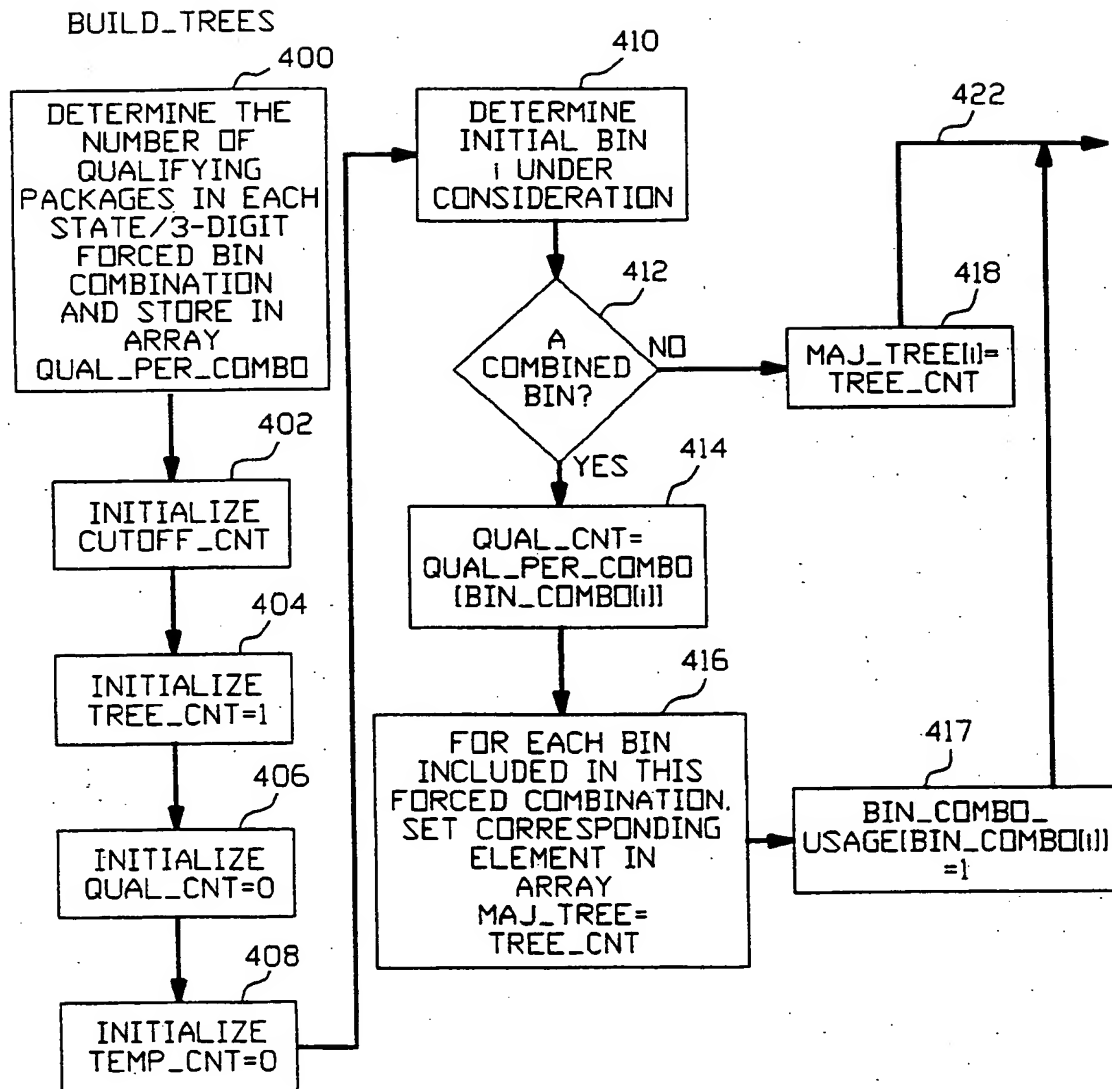 BUILD_TREES
400
DETERMINE THE
NUMBER OF
QUALIFYING
PACKAGES IN EACH
STATE/3-DIGIT
FORCED BIN
COMBINATION
AND STORE IN
ARRAY
QUAL_PER_COMBO
402
INITIALIZE
CUTOFF_CNT
404
INITIALIZE
TREE_CNT=1
406
INITIALIZE
QUAL_CNT=0
408
INITIALIZE
TEMP_CNT=0
410
DETERMINE
INITIAL BIN
i UNDER
CONSIDERATION
412
A
COMBINED
BIN?
NO
YES
414
QUAL_CNT=
QUAL_PER_COMBO
[BIN_COMBO[i]]
416
FOR EACH BIN
INCLUDED IN THIS
FORCED COMBINATION.
SET CORRESPONDING
ELEMENT IN
ARRAY
MAJ_TREE=
TREE_CNT
422
418
MAJ_TREE[i]=
TREE_CNT
417
BIN_COMBO_
USAGE[BIN_COMBO[i]]
=1